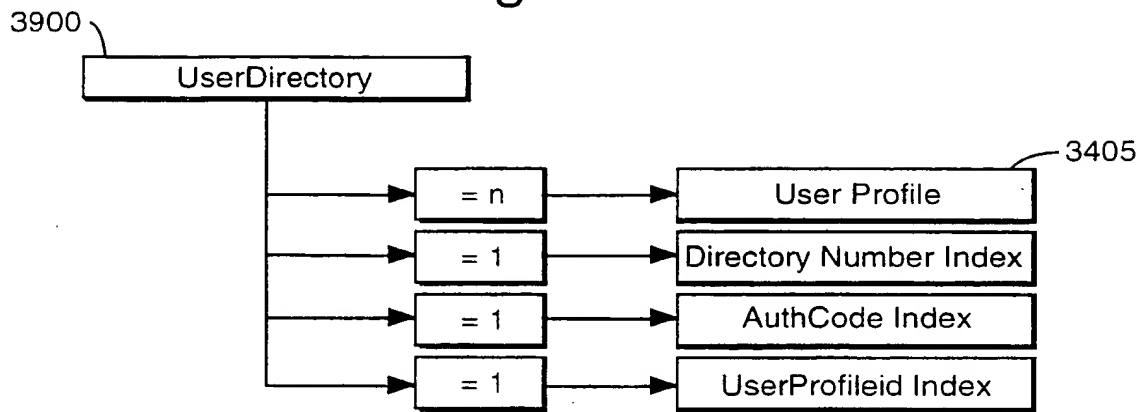 3900
UserDirectory
3405
= n
User Profile
= 1
Directory Number Index
= 1
AuthCode Index
= 1
UserProfileid Index